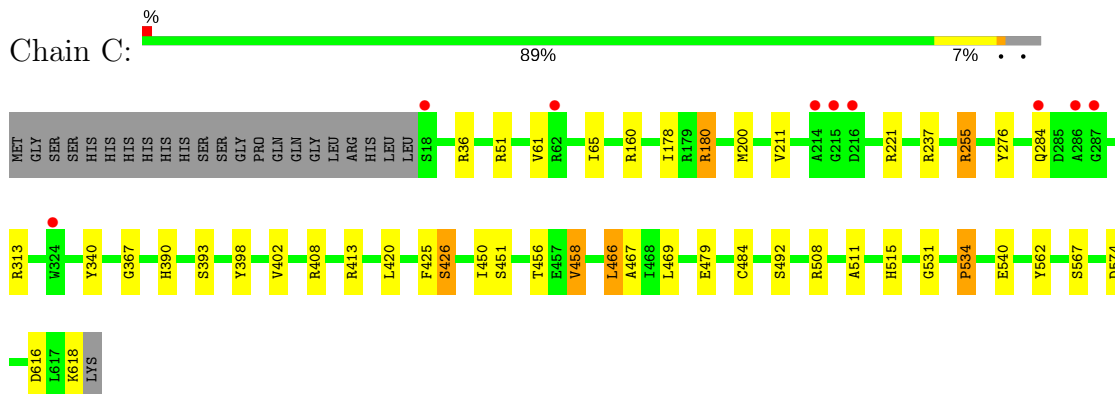 %
Chain C:
89% 7% • •
MET GLY SER SER HIS HIS HIS HIS HIS HIS SER SER GLY PRO GLN GLN GLY LEU ARG HIS LEU LEU S18 R36 R51 V61 R62 I65 R160 I178 R179 R180 M200 V211 A214 G215 D216 R221 R237 R255 Y276 Q284 D285 A286 G287
R313 W324 Y340 G367 H390 S393 Y398 V402 R408 R413 L420 F425 S426 I450 S451 T456 E457 V458 L466 A467 I468 L469 E479 C484 S492 R508 A511 H515 G531 P534 E540 Y562 S567
D616 L617 K618 LYS